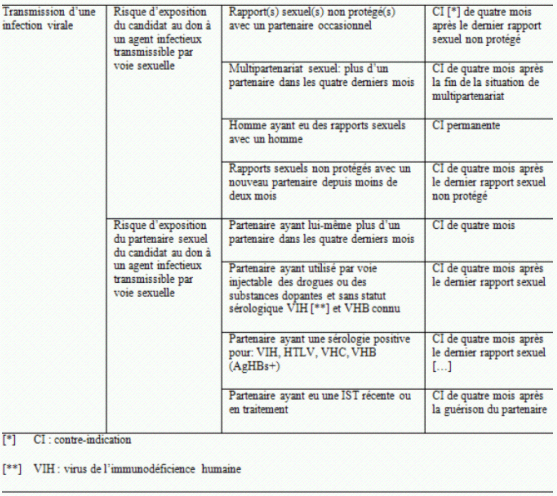 Transmission d'une
infection virale
Risque d'exposition
du candidat au don à
un agent infectieux
transmissible par
voie sexuelle
Rapport(s) sexuel(s) non protégé(s)
avec un partenaire occasionnel
CI [*] de quatre mois
après le dernier rapport
sexuel non protégé
Multipartenariat sexuel: plus d'un
partenaire dans les quatre derniers mois
CI de quatre mois après
la fin de la situation de
multipartenariat
Homme ayant eu des rapports sexuels
avec un homme
CI permanente
Rapports sexuels non protégés avec un
nouveau partenaire depuis moins de
deux mois
CI de quatre mois après
le dernier rapport sexuel
non protégé
Risque d'exposition
du partenaire sexuel
du candidat au don à
un agent infectieux
transmissible par
voie sexuelle
Partenaire ayant lui-même plus d'un
partenaire dans les quatre derniers mois
CI de quatre mois
Partenaire ayant utilisé par voie
injectable des drogues ou des
substances dopantes et sans statut
sérologique VIH [**] et VHB connu
CI de quatre mois après
le dernier rapport sexuel
Partenaire ayant une sérologie positive
pour: VIH, HTLV, VHC, VHB
(AgHBs+)
CI de quatre mois après
le dernier rapport sexuel
[…]
Partenaire ayant eu une IST récente ou
en traitement
CI de quatre mois après
la guérison du partenaire
[*] CI : contre-indication
[**] VIH : virus de l'immunodéficience humaine